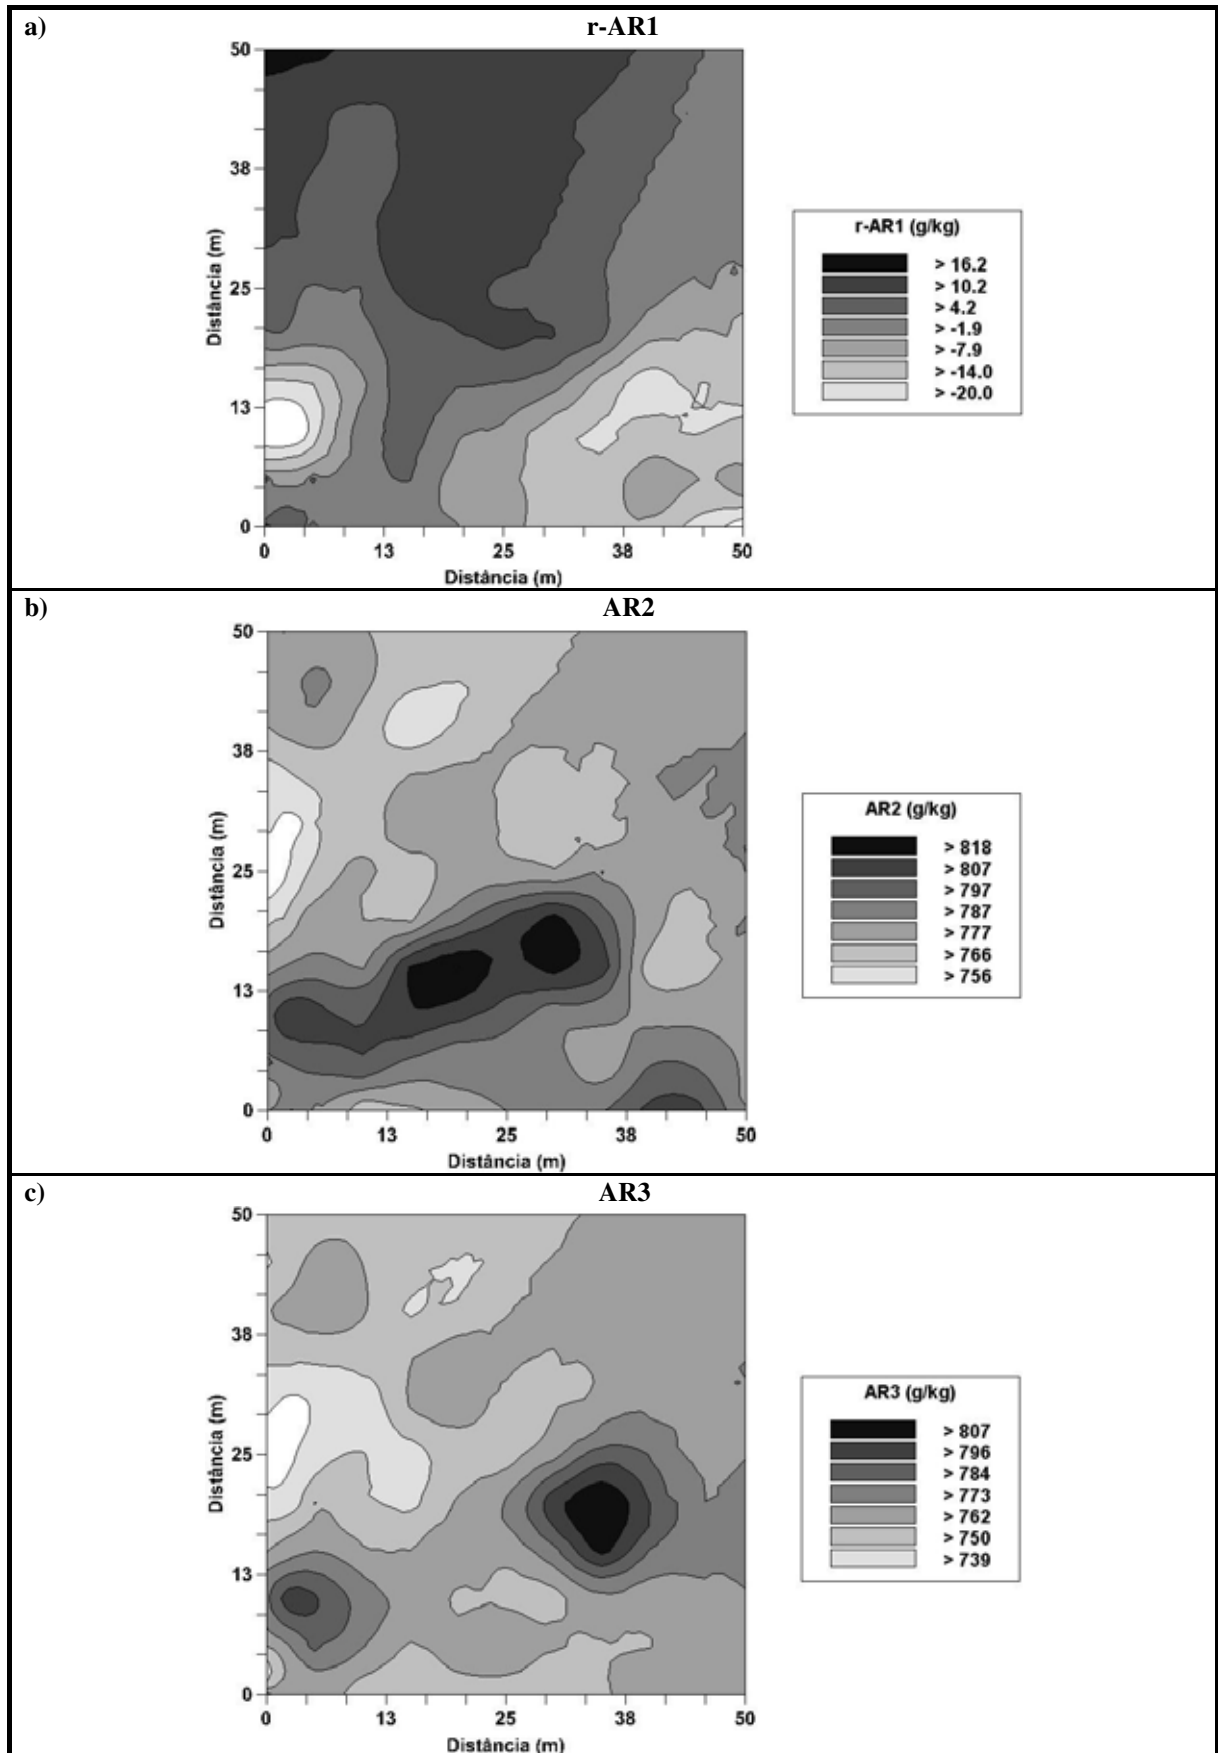 a)
r-AR1
50
38
25
13
0
Distância (m)
0 13 25 38 50
Distância (m)
r-AR1 (g/kg)
> 16.2
> 10.2
> 4.2
> -1.9
> -7.9
> -14.0
> -20.0
b)
AR2
50
38
25
13
0
Distância (m)
0 13 25 38 50
Distância (m)
AR2 (g/kg)
> 818
> 807
> 797
> 787
> 777
> 766
> 756
c)
AR3
50
38
25
13
0
Distância (m)
0 13 25 38 50
Distância (m)
AR3 (g/kg)
> 807
> 796
> 784
> 773
> 762
> 750
> 739